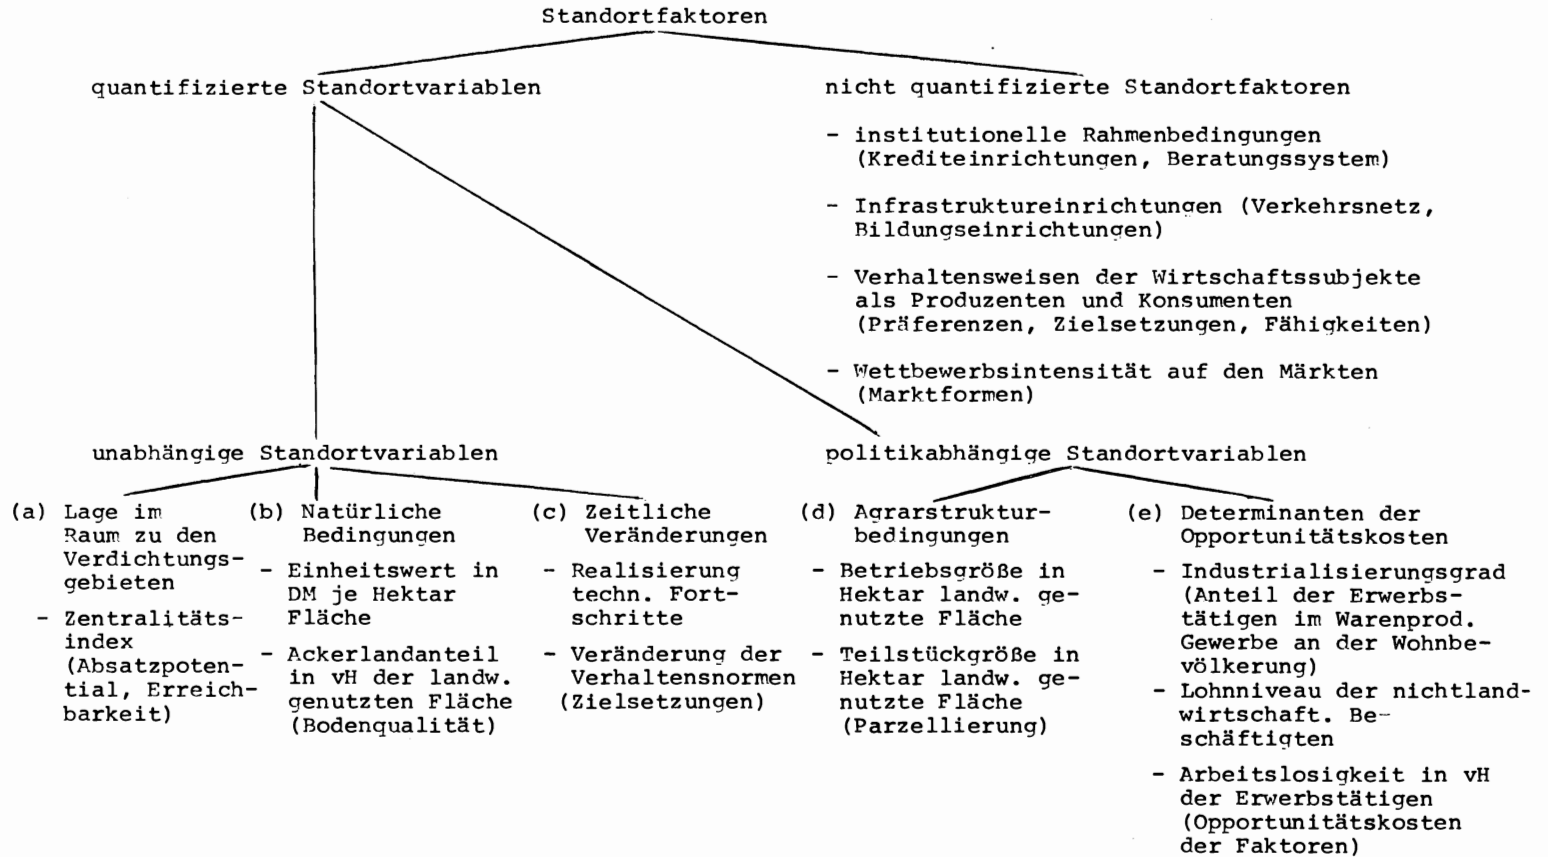 Standortfaktoren
quantifizierte Standortvariablen
nicht quantifizierte Standortfaktoren
- institutionelle Rahmenbedingungen
(Krediteinrichtungen, Beratungssystem)
- Infrastruktureinrichtungen (Verkehrsnetz,
Bildungseinrichtungen)
- Verhaltensweisen der Wirtschaftssubjekte
als Produzenten und Konsumenten
(Präferenzen, Zielsetzungen, Fähigkeiten)
- Wettbewerbsintensität auf den Märkten
(Marktformen)
unabhängige Standortvariablen
politikabhängige Standortvariablen
(a) Lage im
Raum zu den
Verdichtungs-
gebieten
- Zentralitäts-
index
(Absatzpoten-
tial, Erreich-
barkeit)
(b) Natürliche
Bedingungen
- Einheitswert in
DM je Hektar
Fläche
- Ackerlandanteil
in vH der landw.
genutzten Fläche
(Bodenqualität)
(c) Zeitliche
Veränderungen
- Realisierung
techn. Fort-
schritte
- Veränderung der
Verhaltensnormen
(Zielsetzungen)
(d) Agrarstruktur-
bedingungen
- Betriebsgröße in
Hektar landw. ge-
nutzte Fläche
- Teilstückgröße in
Hektar landw. ge-
nutzte Fläche
(Parzellierung)
(e) Determinanten der
Opportunitätskosten
- Industrialisierungsgrad
(Anteil der Erwerbs-
tätigen im Warenprod.
Gewerbe an der Wohnbe-
völkerung)
- Lohnniveau der nichtland-
wirtschaft. Be-
schäftigten
- Arbeitslosigkeit in vH
der Erwerbstätigen
(Opportunitätskosten
der Faktoren)